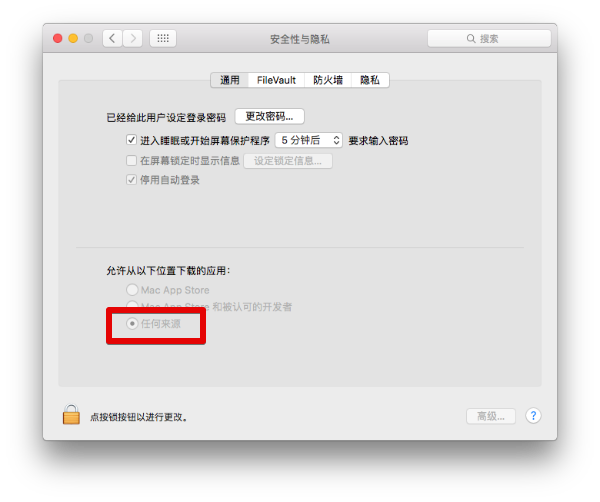 安全性与隐私
搜索
通用 FileVault 防火墙 隐私
已经给此用户设定登录密码 更改密码...
进入睡眠或开始屏幕保护程序 5 分钟后 要求输入密码
在屏幕锁定时显示信息 设定锁定信息...
停用自动登录
允许从以下位置下载的应用：
Mac App Store
Mac App Store 和被认可的开发者
任何来源
点按锁按钮以进行更改。
高级... ?